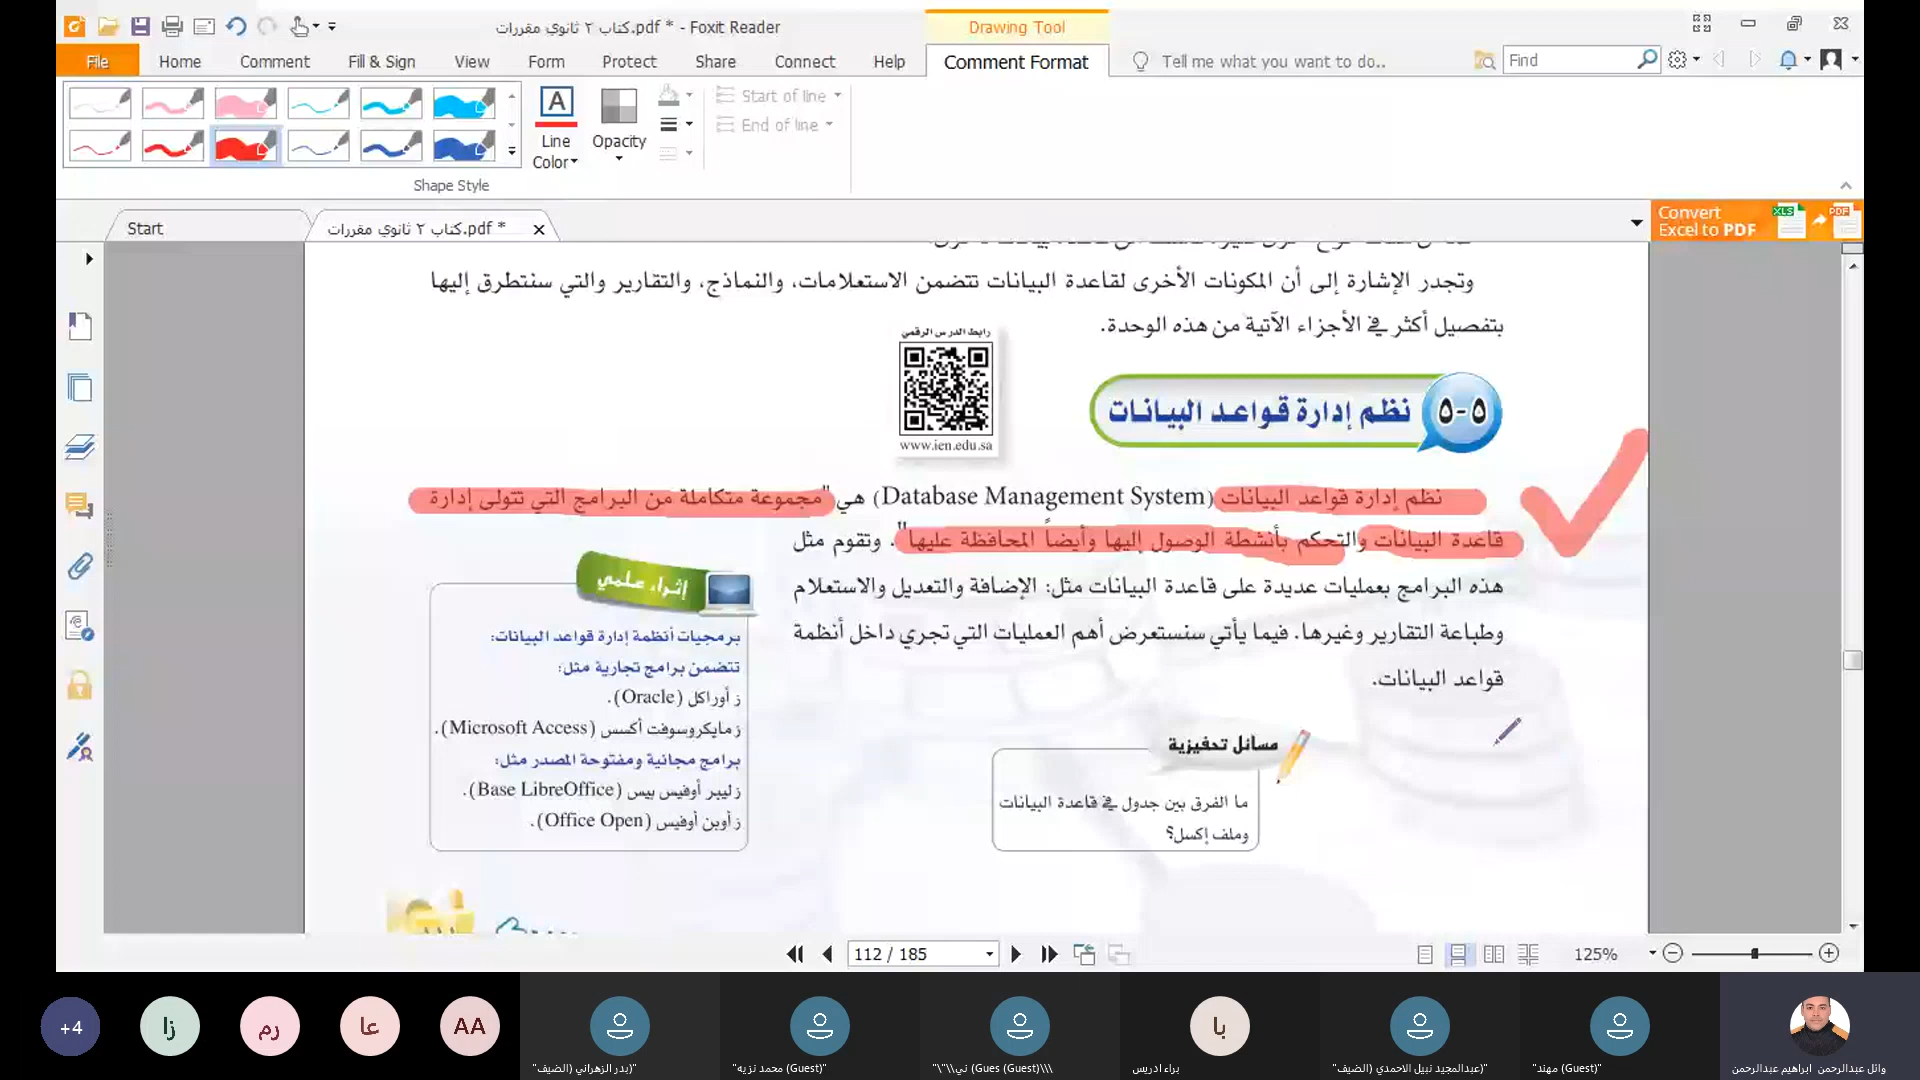 كتاب ٢ ثانوي مقررات.pdf * - Foxit Reader
Drawing Tool
File Home Comment Fill & Sign View Form Protect Share Connect Help Comment Format Tell me what you want to do.. Find
Line Color
Opacity
Start of line
End of line
Shape Style
Start
كتاب ٢ ثانوي مقررات.pdf *
Convert Excel to PDF
XLS
PDF
وتجدر الإشارة إلى أن المكونات الأخرى لقاعدة البيانات تتضمن الاستعلامات، والنماذج، والتقارير والتي سنتطرق إليها
بتفصيل أكثر في الأجزاء الآتية من هذه الوحدة.
رابط الدرس الرقمي
www.ien.edu.sa
٥-٥ نظم إدارة قواعد البيانات
نظم إدارة قواعد البيانات (Database Management System) هي "مجموعة متكاملة من البرامج التي تتولى إدارة
قاعدة البيانات والتحكم بأنشطة الوصول إليها وأيضاً المحافظة عليها". وتقوم مثل
هذه البرامج بعمليات عديدة على قاعدة البيانات مثل: الإضافة والتعديل والاستعلام
وطباعة التقارير وغيرها. فيما يأتي سنستعرض أهم العمليات التي تجري داخل أنظمة
قواعد البيانات.
إثراء علمي
برمجيات أنظمة إدارة قواعد البيانات:
تتضمن برامج تجارية مثل:
ز أوراكل (Oracle).
ز مايكروسوفت أكسس (Microsoft Access).
برامج مجانية ومفتوحة المصدر مثل:
ز ليبر أوفيس بيس (Base LibreOffice).
ز أوبن أوفيس (Office Open).
مسائل تحفيزية
ما الفرق بين جدول في قاعدة البيانات
وملف إكسل؟
112 / 185
125%
+4
زا
رم
عا
AA
با
"بدر الزهراني (الضيف)"
"محمد نزيه (Guest)"
براء ادريس
"عبدالمجيد نبيل الاحمدي (الضيف)"
"مهند (Guest)"
وائل عبدالرحمن ابراهيم عبدالرحمن